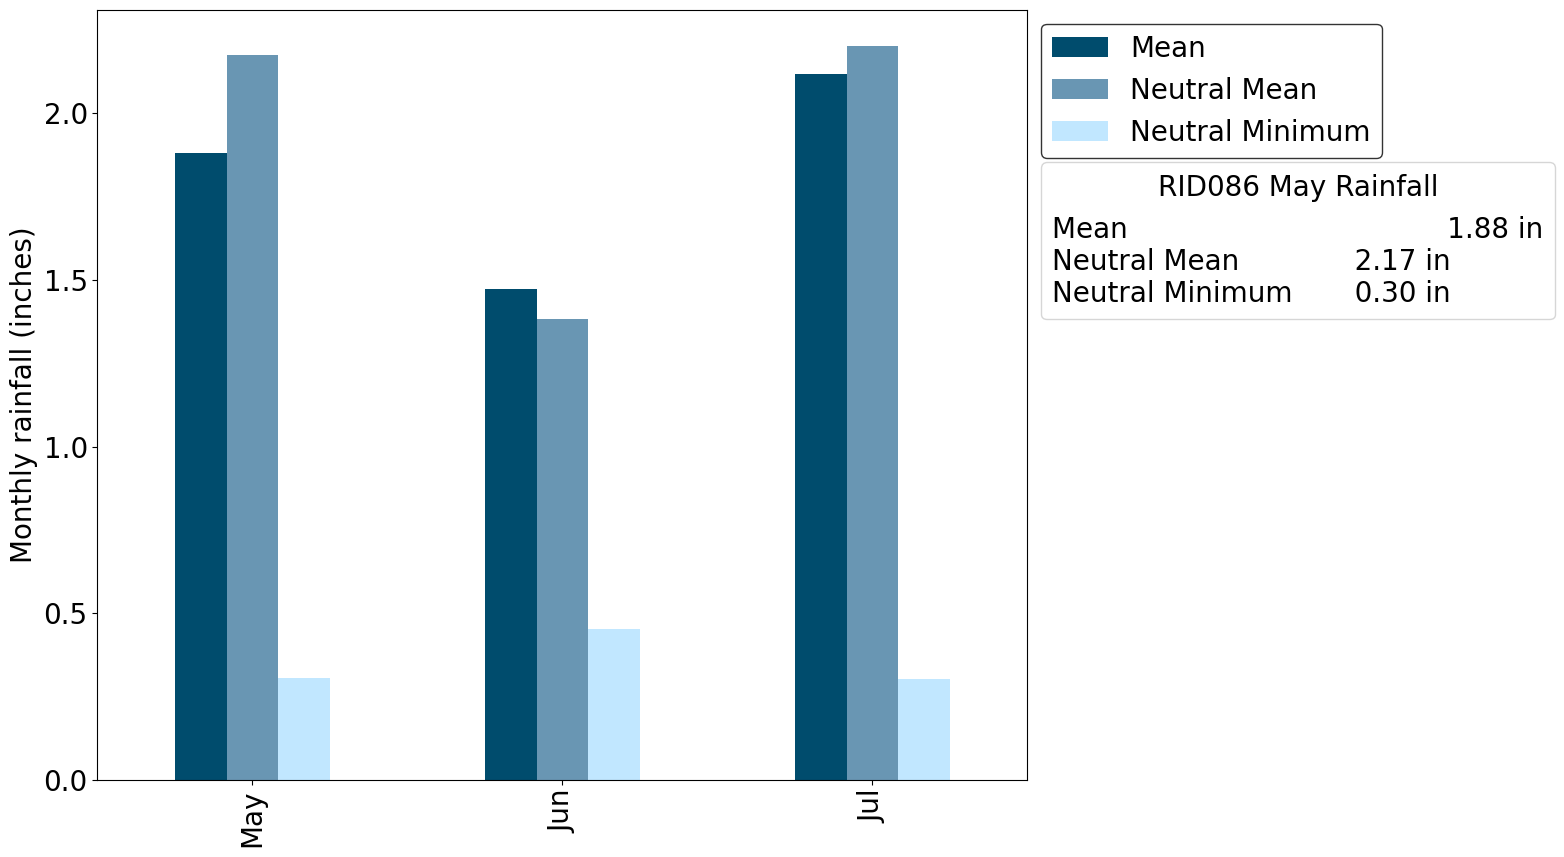 Monthly rainfall (inches)
2.0
1.5
1.0
0.5
0.0
May
Jun
Jul
Mean
Neutral Mean
Neutral Minimum
RID086 May Rainfall
Mean 1.88 in
Neutral Mean 2.17 in
Neutral Minimum 0.30 in